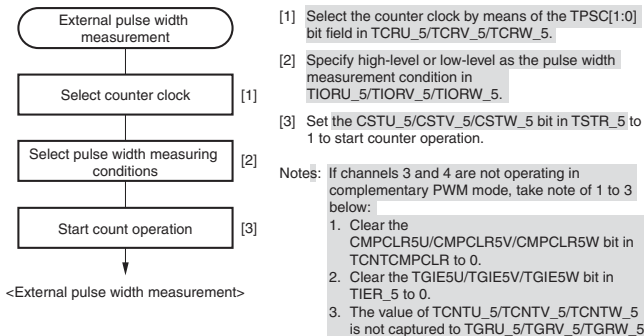 External pulse width
measurement
Select counter clock
[1]
Select pulse width measuring
conditions
[2]
Start count operation
[3]
<External pulse width measurement>
[1] Select the counter clock by means of the TPSC[1:0]
bit field in TCRU_5/TCRV_5/TCRW_5.
[2] Specify high-level or low-level as the pulse width
measurement condition in
TIORU_5/TIORV_5/TIORW_5.
[3] Set the CSTU_5/CSTV_5/CSTW_5 bit in TSTR_5 to
1 to start counter operation.
Notes: If channels 3 and 4 are not operating in
complementary PWM mode, take note of 1 to 3
below:
1. Clear the
CMPCLR5U/CMPCLR5V/CMPCLR5W bit in
TCNTCMPCLR to 0.
2. Clear the TGIE5U/TGIE5V/TGIE5W bit in
TIER_5 to 0.
3. The value of TCNTU_5/TCNTV_5/TCNTW_5
is not captured to TGRU_5/TGRV_5/TGRW_5